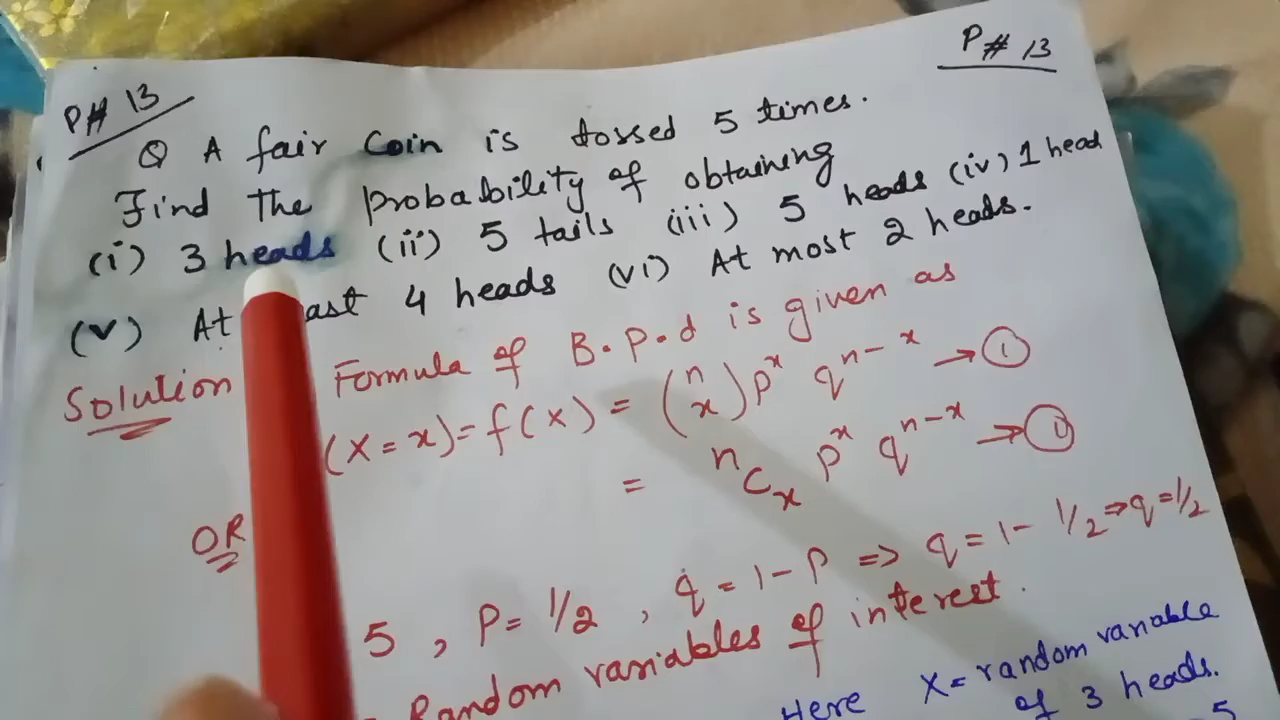 P# 13
P# 13
Q A fair Coin is tossed 5 times.
Find the probability of obtaining
(i) 3 heads (ii) 5 tails (iii) 5 heads (iv) 1 head
(v) At 4 heads (vi) At most 2 heads.
Solution Formula of B.P.d is given as
(X = x) = f(x) = (n x) p^x q^n-x → ①
OR = nCx p^x q^n-x → ①
5, P = 1/2, q = 1 - P ⇒ q = 1 - 1/2 ⇒ q = 1/2
Random variables of interest.
Here X = random variable
of 3 heads.
5